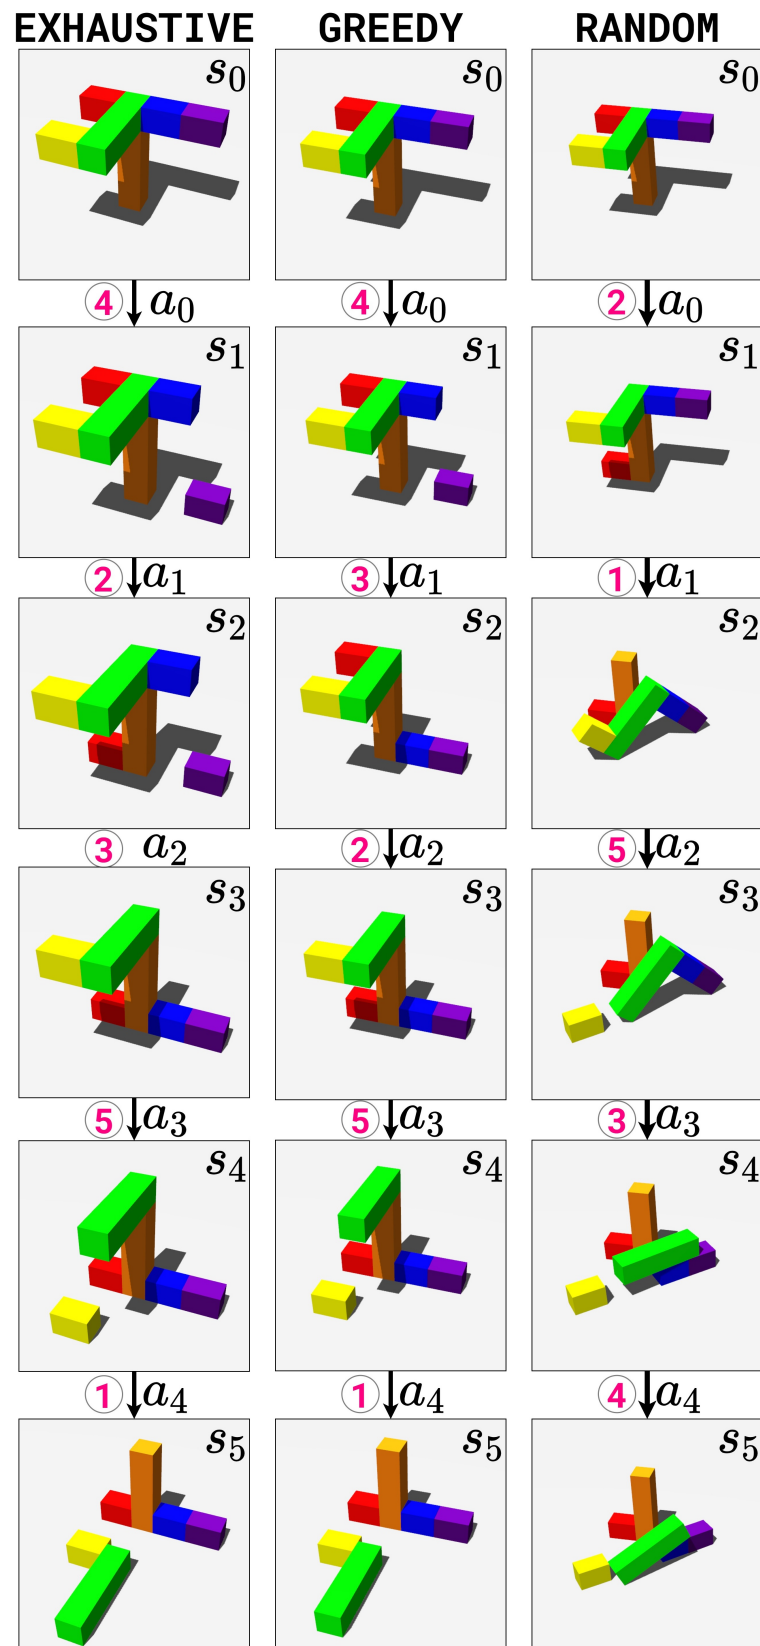 EXHAUSTIVE GREEDY RANDOM
s0 s0 s0
4 a0 4 a0 2 a0
s1 s1 s1
2 a1 3 a1 1 a1
s2 s2 s2
3 a2 2 a2 5 a2
s3 s3 s3
5 a3 5 a3 3 a3
s4 s4 s4
1 a4 1 a4 4 a4
s5 s5 s5